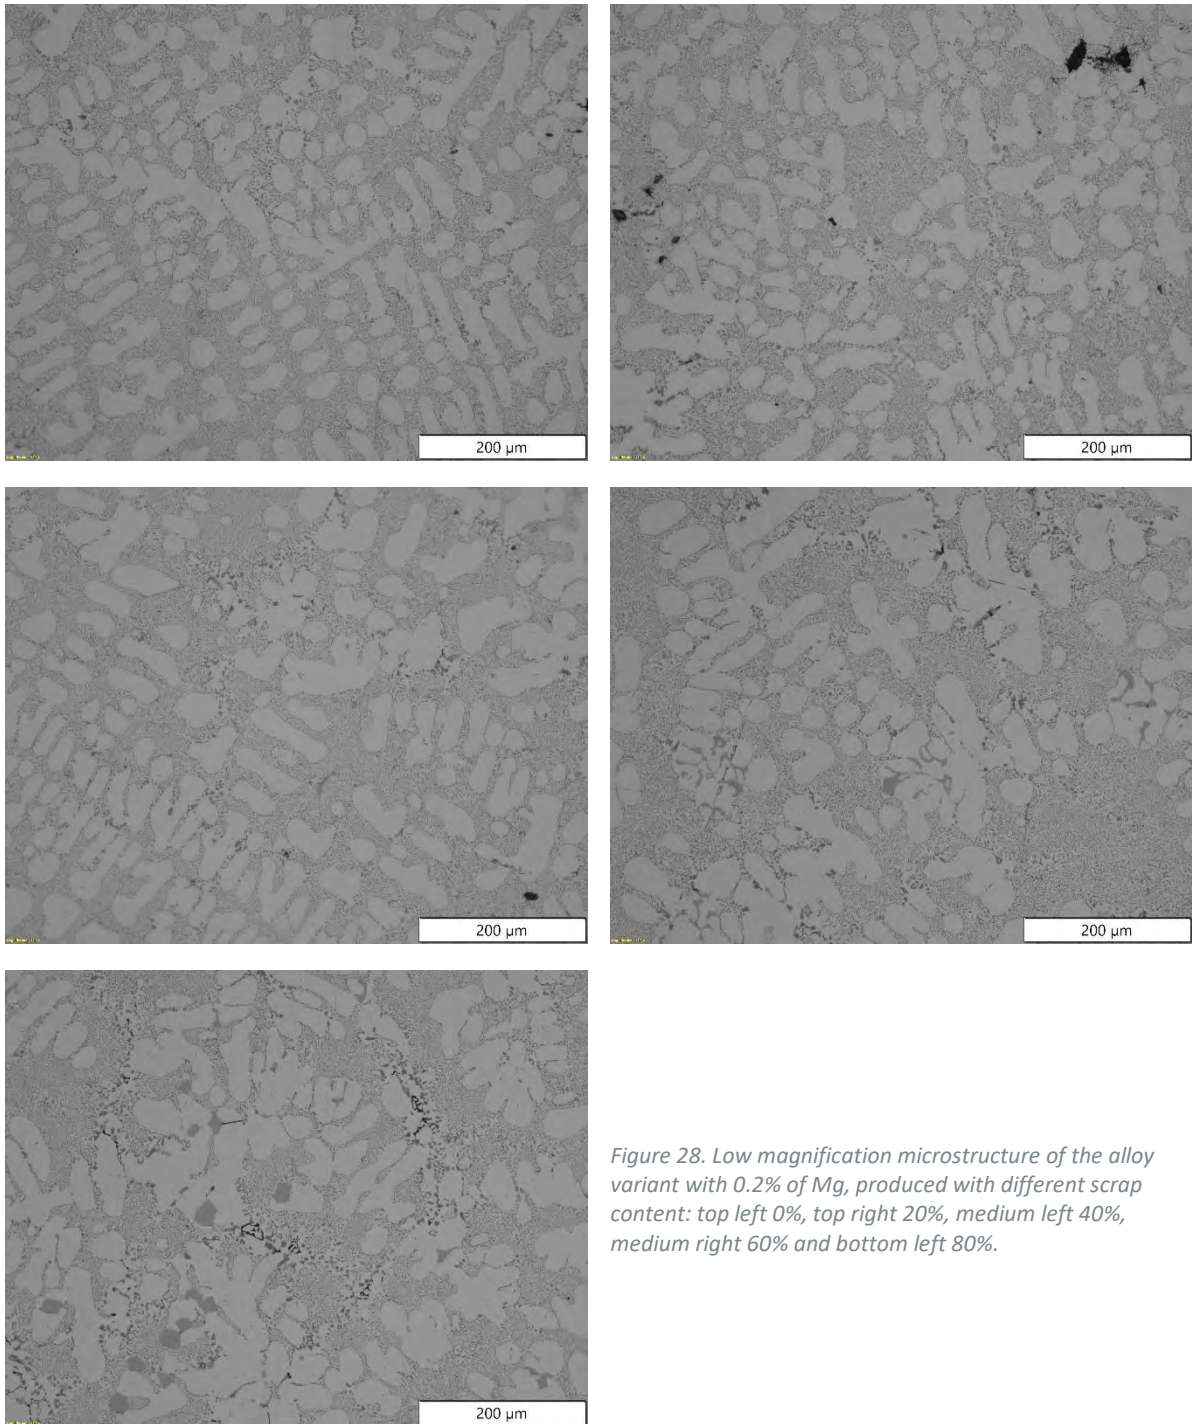 200 µm
200 µm
200 µm
200 µm
200 µm
Figure 28. Low magnification microstructure of the alloy
variant with 0.2% of Mg, produced with different scrap
content: top left 0%, top right 20%, medium left 40%,
medium right 60% and bottom left 80%.